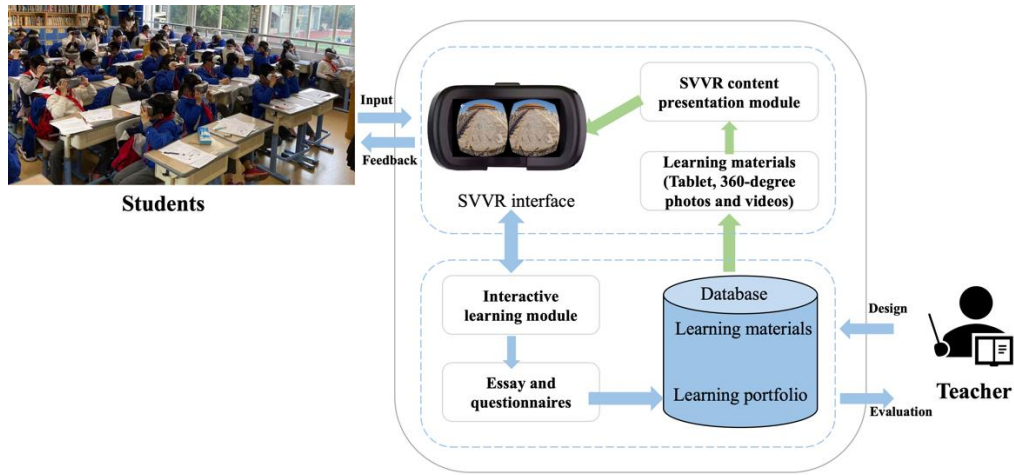 Students
Input
Feedback
SVVR interface
SVVR content
presentation module
Learning materials
(Tablet, 360-degree
photos and videos)
Interactive
learning module
Essay and
questionnaires
Database
Learning materials
Learning portfolio
Design
Evaluation
Teacher